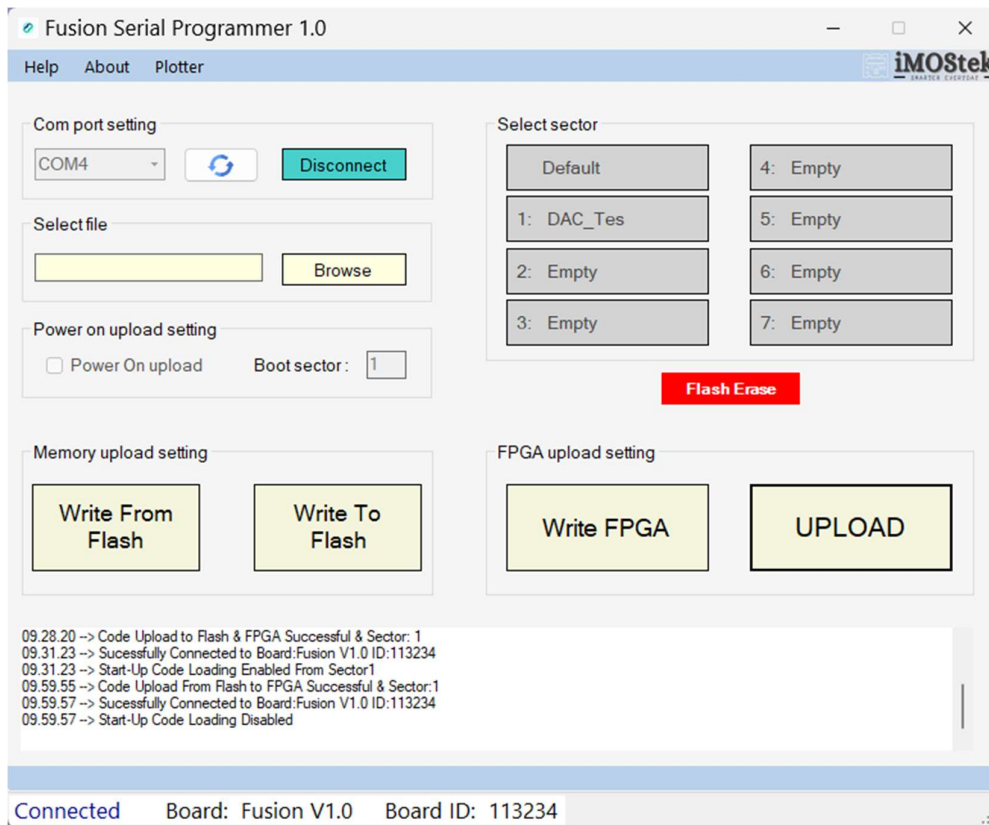 Fusion Serial Programmer 1.0
Help About Plotter
iMOStek
SMARTER EVERYDAY
Com port setting
COM4
Disconnect
Select file
Browse
Power on upload setting
Power On upload Boot sector : 1
Select sector
Default
1: DAC_Tes
2: Empty
3: Empty
4: Empty
5: Empty
6: Empty
7: Empty
Flash Erase
Memory upload setting
Write From
Flash
Write To
Flash
FPGA upload setting
Write FPGA
UPLOAD
09.28.20 --> Code Upload to Flash & FPGA Successful & Sector: 1
09.31.23 --> Sucessfully Connected to Board:Fusion V1.0 ID:113234
09.31.23 --> Start-Up Code Loading Enabled From Sector1
09.59.55 --> Code Upload From Flash to FPGA Successful & Sector:1
09.59.57 --> Sucessfully Connected to Board:Fusion V1.0 ID:113234
09.59.57 --> Start-Up Code Loading Disabled
Connected Board: Fusion V1.0 Board ID: 113234